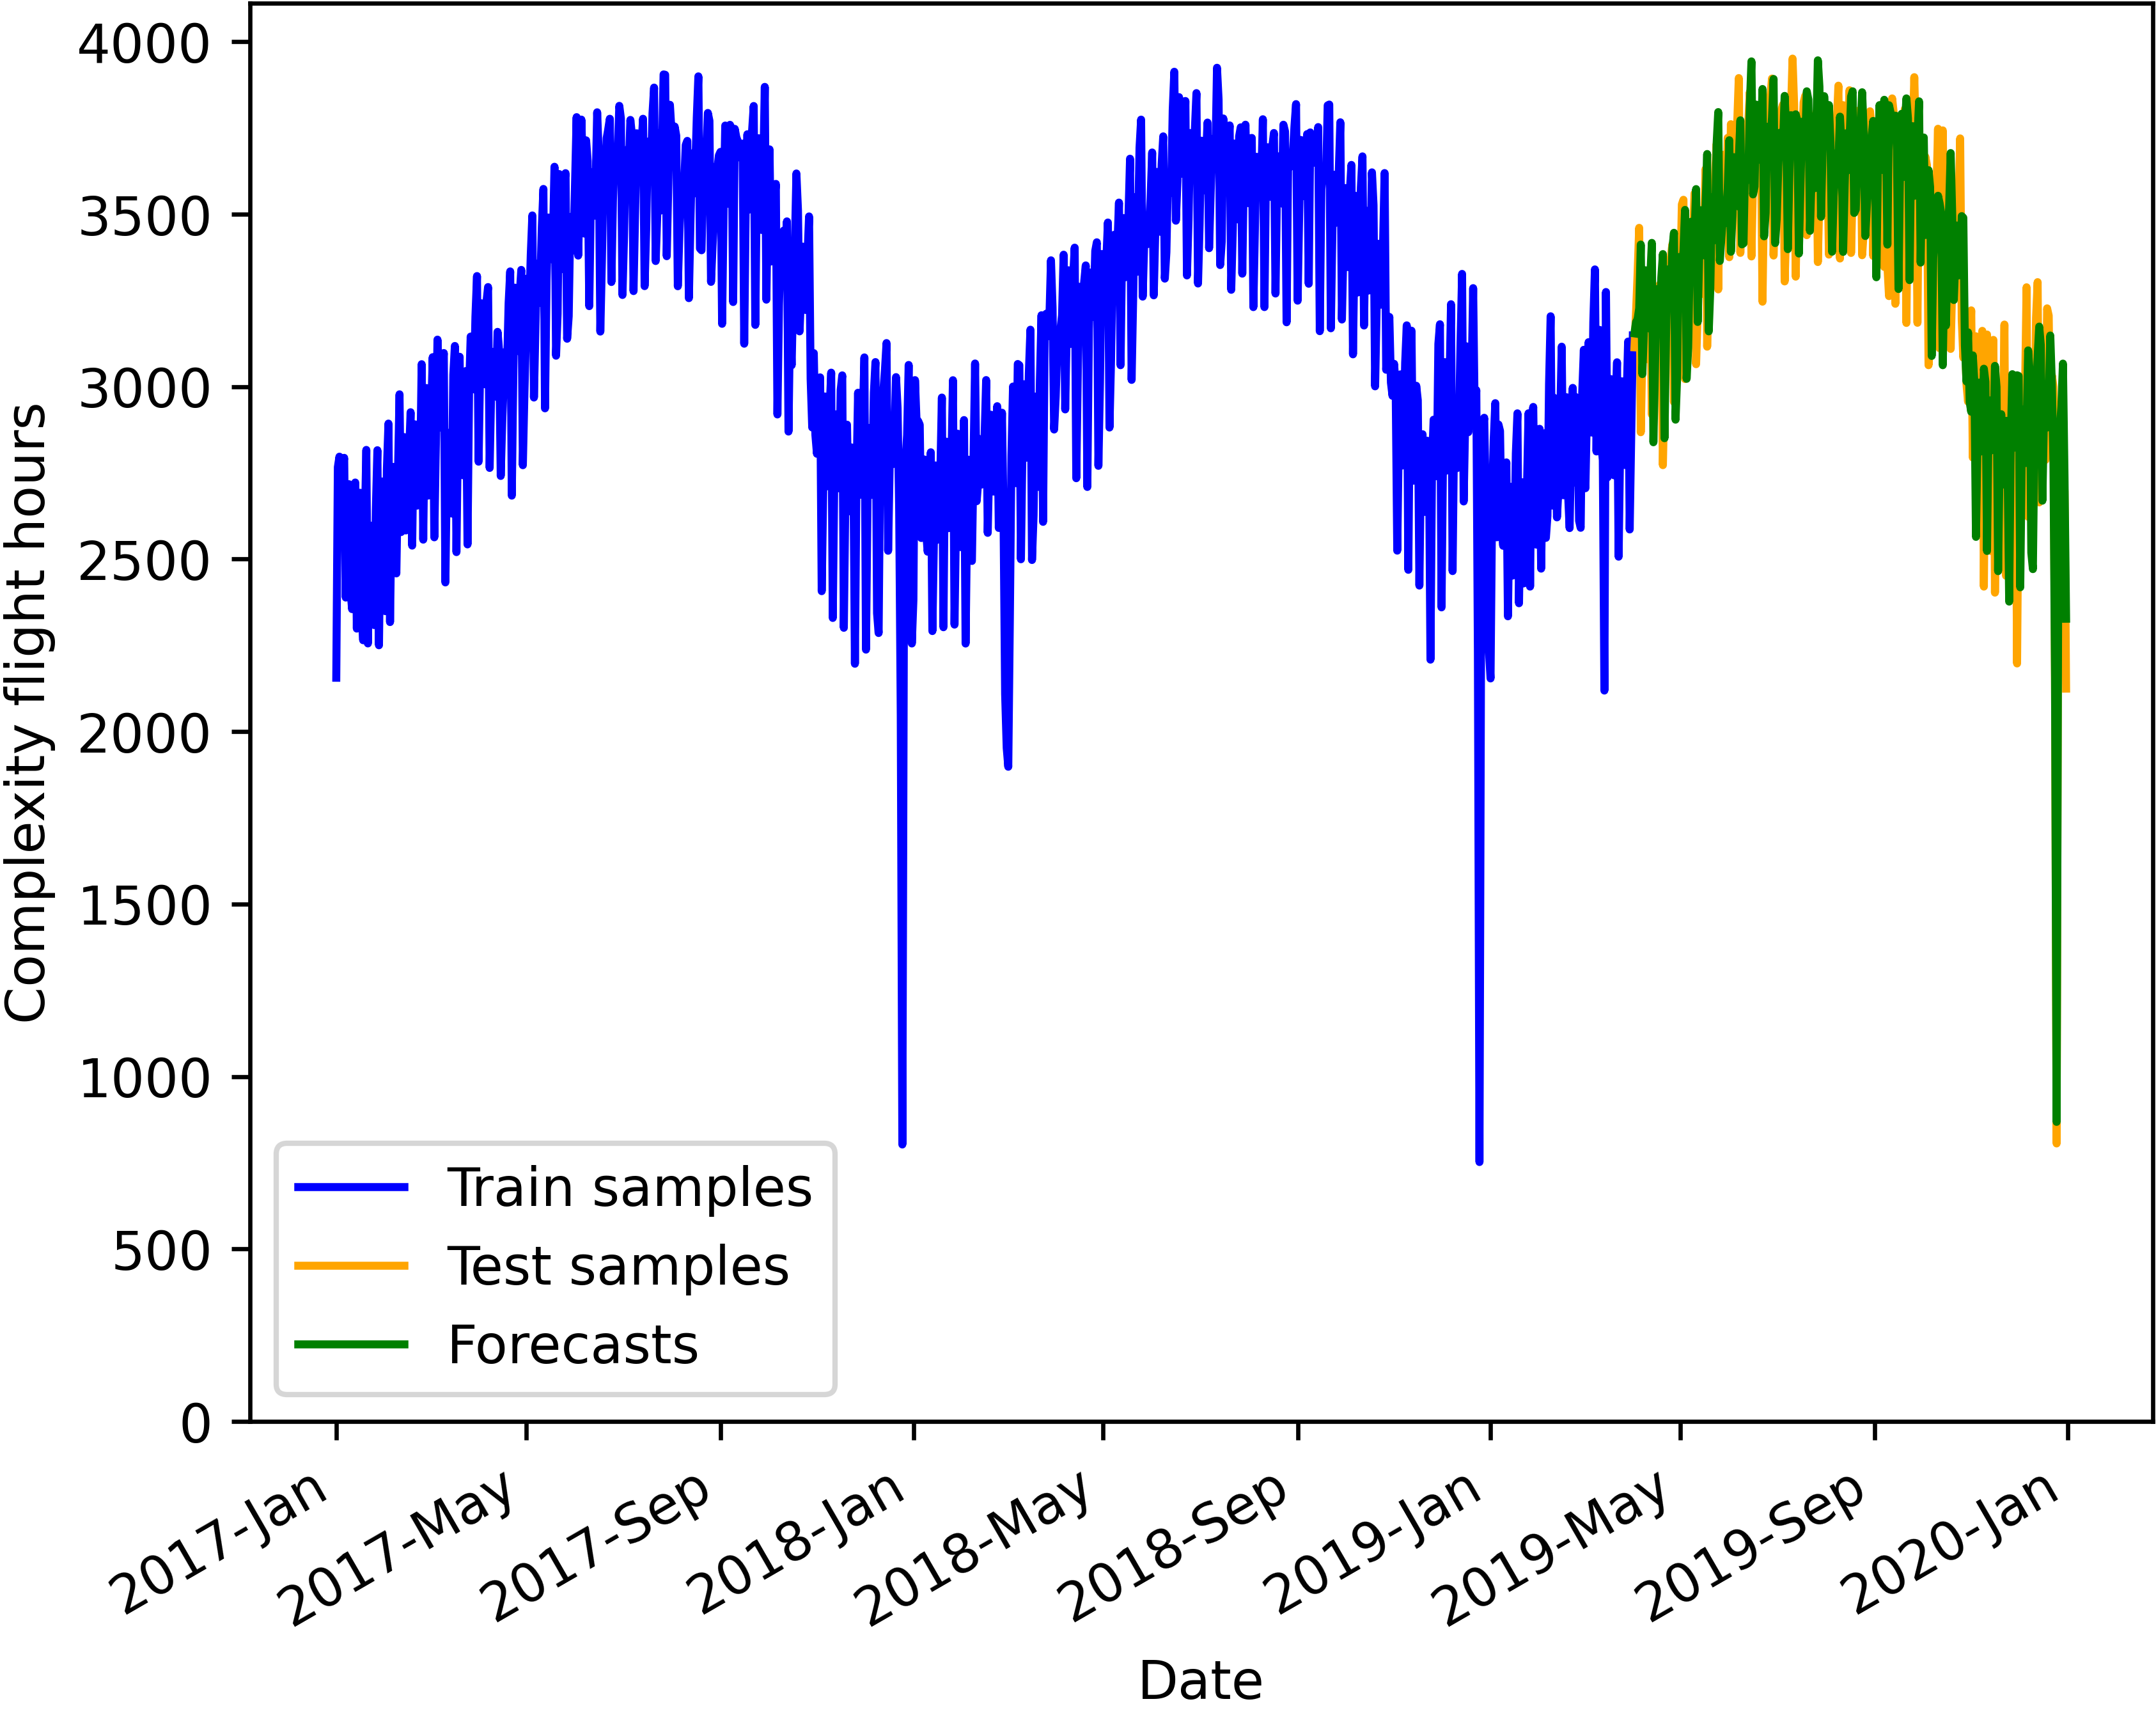 4000
3500
3000
2500
2000
1500
1000
500
0
Complexity flight hours
Train samples
Test samples
Forecasts
2017-Jan
2017-May
2017-Sep
2018-Jan
2018-May
2018-Sep
2019-Jan
2019-May
2019-Sep
2020-Jan
Date